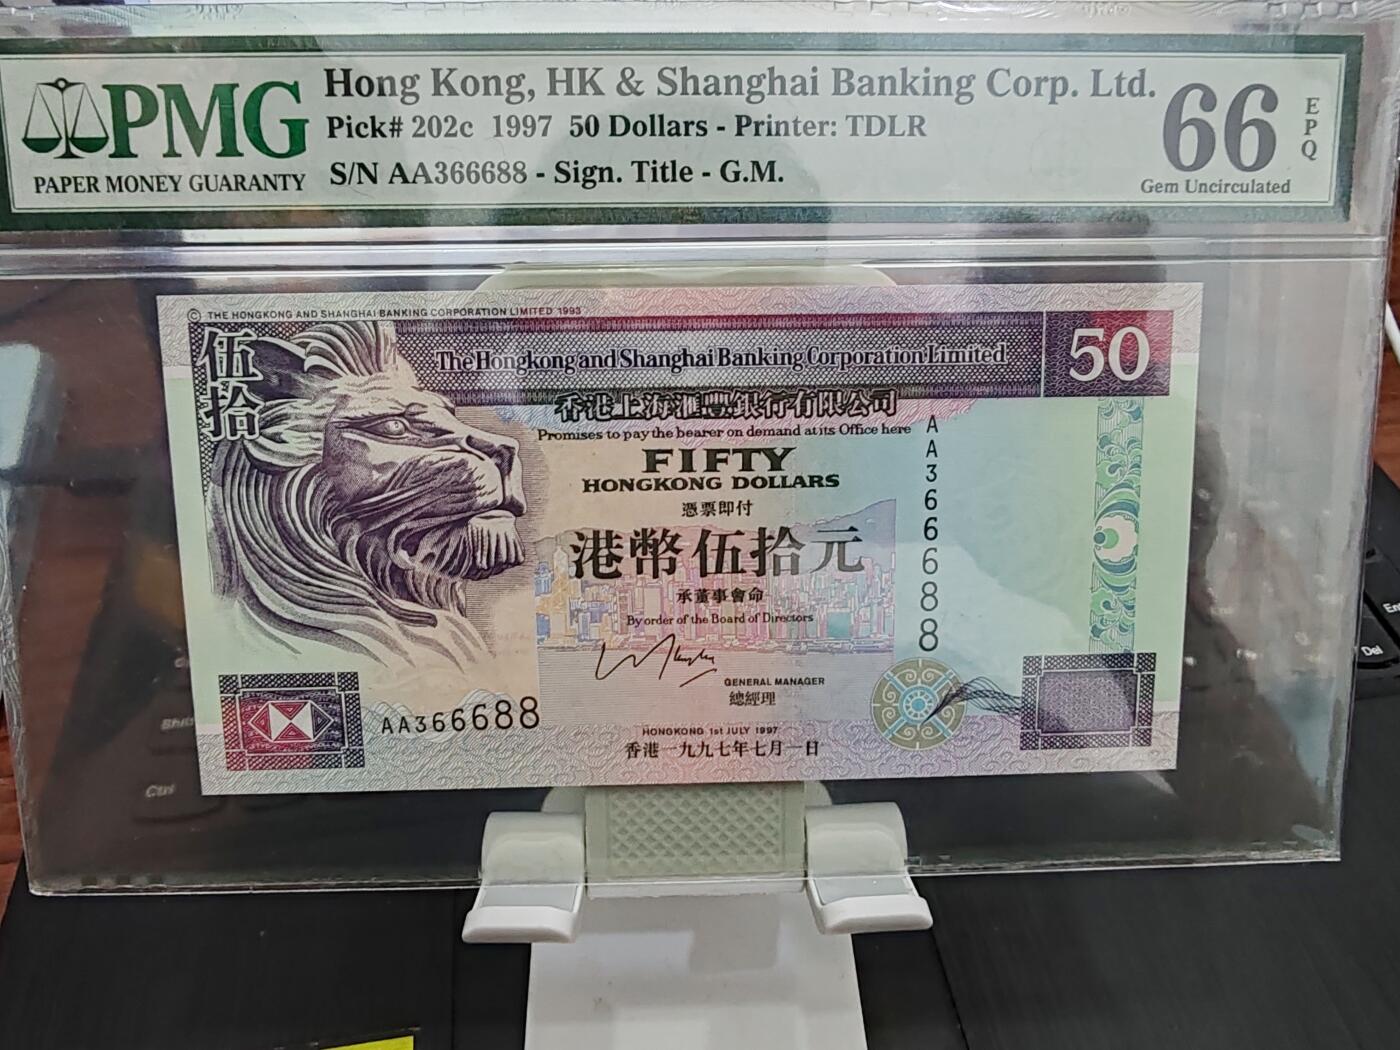 PMG
PAPER MONEY GUARANTY
Hong Kong, HK & Shanghai Banking Corp. Ltd.
Pick# 202c 1997 50 Dollars - Printer: TDLR
S/N AA366688 - Sign. Title - G.M.
66
EPQ
Gem Uncirculated
© THE HONGKONG AND SHANGHAI BANKING CORPORATION LIMITED 1993
伍拾
The Hongkong and Shanghai Banking Corporation Limited
50
香港上海滙豐銀行有限公司
Promises to pay the bearer on demand at its Office here
AA366688
FIFTY
HONGKONG DOLLARS
憑票即付
港幣伍拾元
承董事會命
By order of the Board of Directors
GENERAL MANAGER
總經理
AA366688
HONGKONG 1st JULY 1997
香港一九九七年七月一日
Del
Ctrl